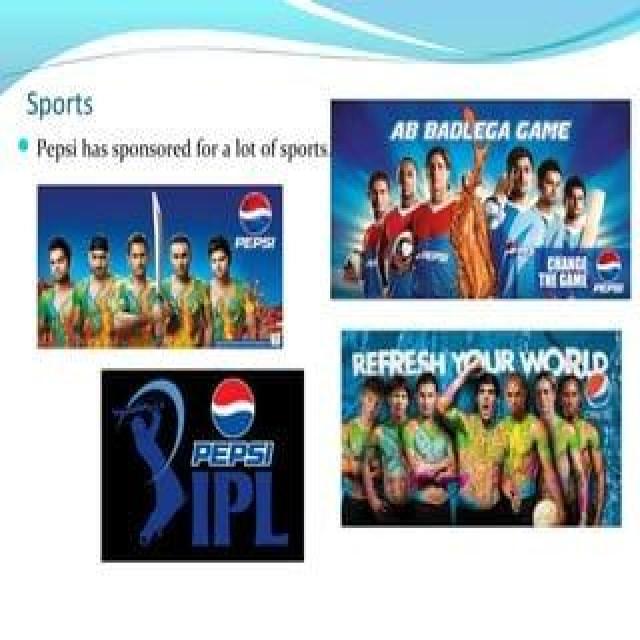 Sports
Pepsi has sponsored for a lot of sports.
AB BADLEGA GAME
PEPSI
PEPSI
CHANGE
THE GAME
PEPSI
REFRESH YOUR WORLD
PEPSI
IPL